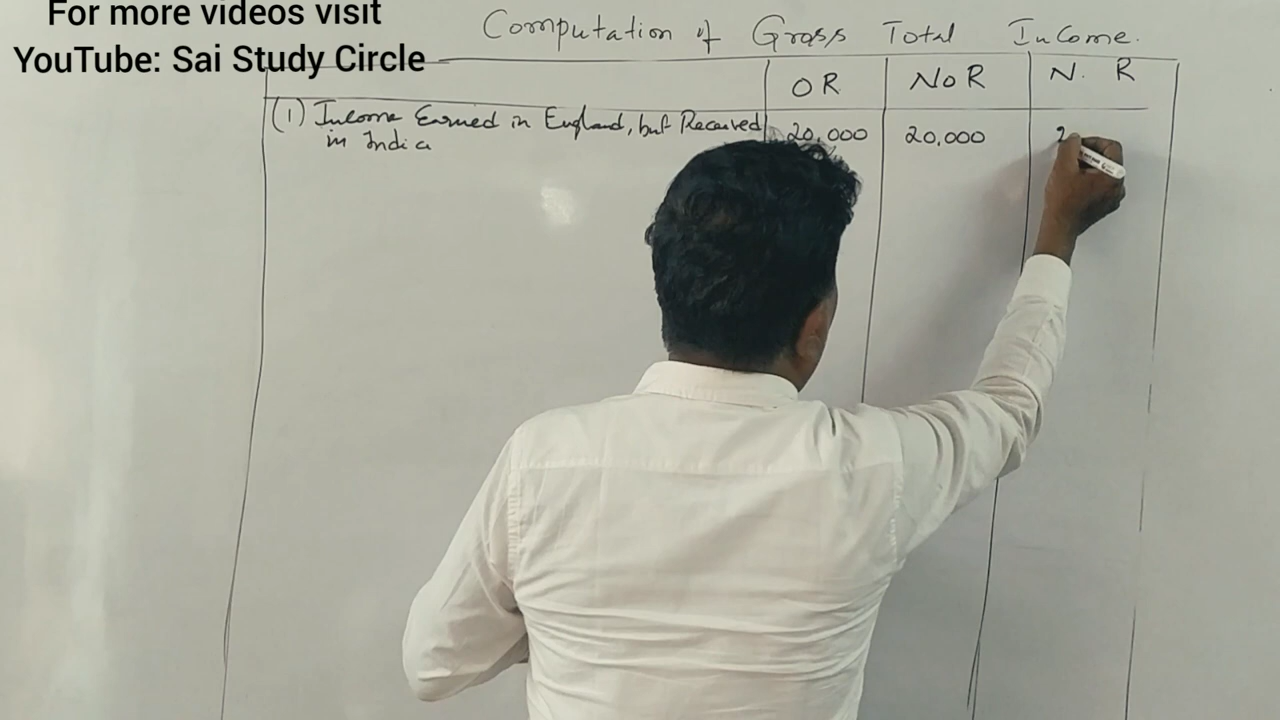 For more videos visit
YouTube: Sai Study Circle
Computation of Gross Total Income.
OR NOR N. R
(1) Income Earned in England, but Received 20,000 20,000 2
in India